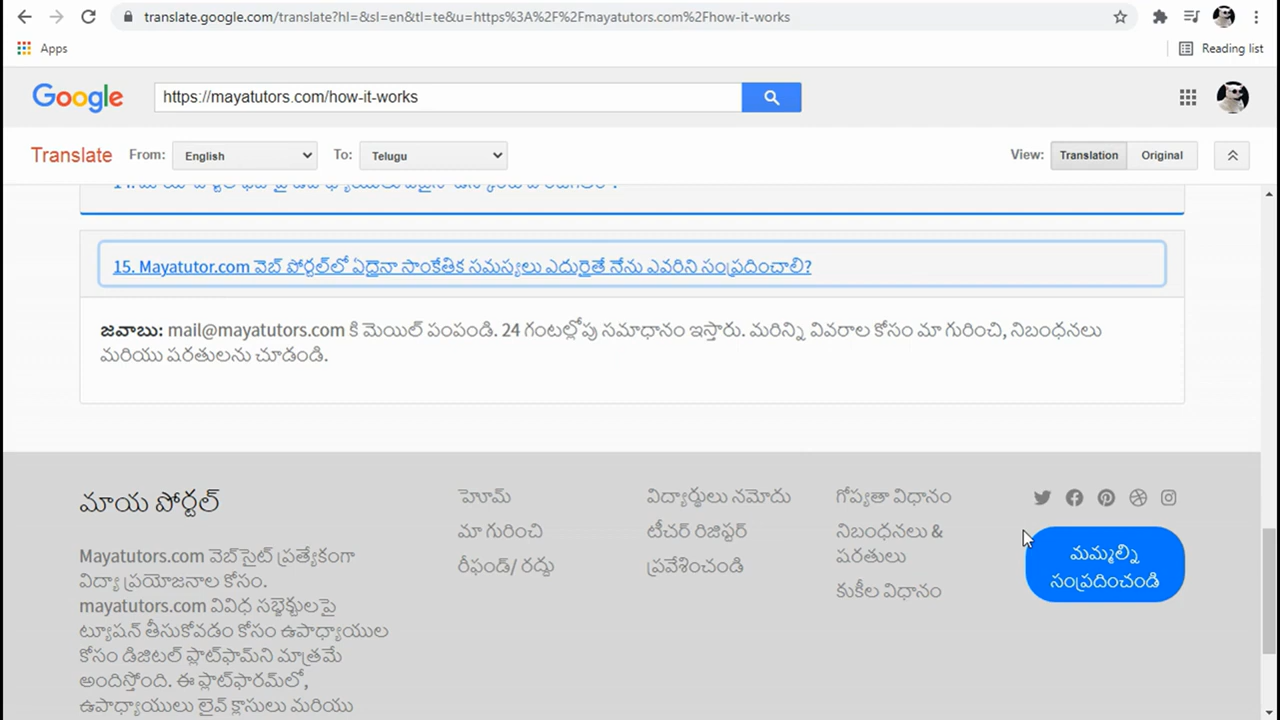 translate.google.com/translate?hl=&sl=en&tl=te&u=https%3A%2F%2Fmayatutors.com%2Fhow-it-works
Apps
Reading list
Google
https://mayatutors.com/how-it-works
Translate From: English To: Telugu View: Translation Original
15. Mayatutor.com వెబ్ పోర్టల్‌లో ఏదైనా సాంకేతిక సమస్యలు ఎదురైతే నేను ఎవరిని సంప్రదించాలి?
జవాబు: mail@mayatutors.com కి మెయిల్ పంపండి. 24 గంటల్లోపు సమాధానం ఇస్తారు. మరిన్ని వివరాల కోసం మా గురించి, నిబంధనలు
మరియు షరతులను చూడండి.
మాయ పోర్టల్
Mayatutors.com వెబ్‌సైట్ ప్రత్యేకంగా
విద్యా ప్రయోజనాల కోసం.
mayatutors.com వివిధ సబ్జెక్టులపై
ట్యూషన్ తీసుకోవడం కోసం ఉపాధ్యాయుల
కోసం డిజిటల్ ప్లాట్‌ఫామ్‌ని మాత్రమే
అందిస్తోంది. ఈ ప్లాట్‌ఫారమ్‌లో,
ఉపాధ్యాయులు లైవ్ క్లాసులు మరియు
హొమ్
మా గురించి
రీఫండ్/ రద్దు
విద్యార్థులు నమోదు
టీచర్ రిజిస్టర్
ప్రవేశించండి
గోప్యతా విధానం
నిబంధనలు &
షరతులు
కుకీల విధానం
మమ్మల్ని
సంప్రదించండి